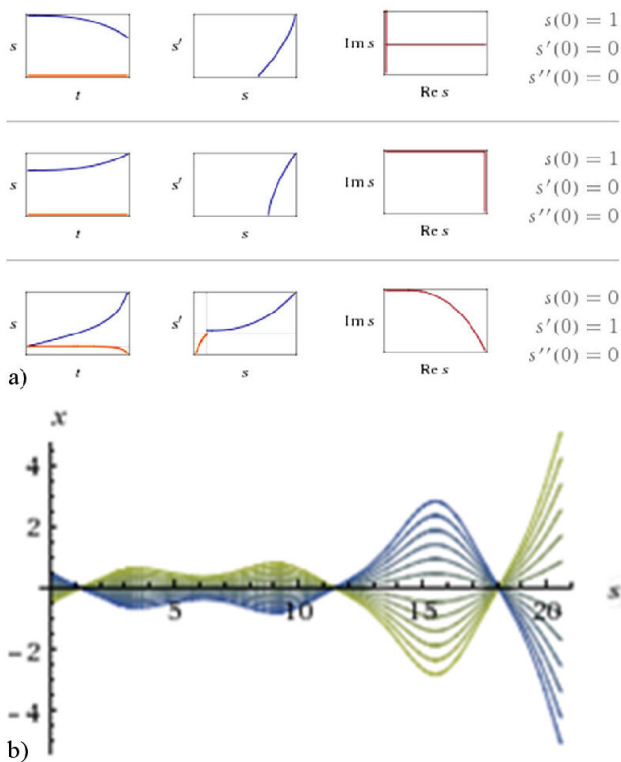 s
t
s′
s
Im s
Re s
s(0) = 1
s′(0) = 0
s′′(0) = 0
s
t
s′
s
Im s
Re s
s(0) = 1
s′(0) = 0
s′′(0) = 0
s
t
s′
s
Im s
Re s
s(0) = 0
s′(0) = 1
s′′(0) = 0
a)
x
4
2
5 10 15 20 s
−2
−4
b)